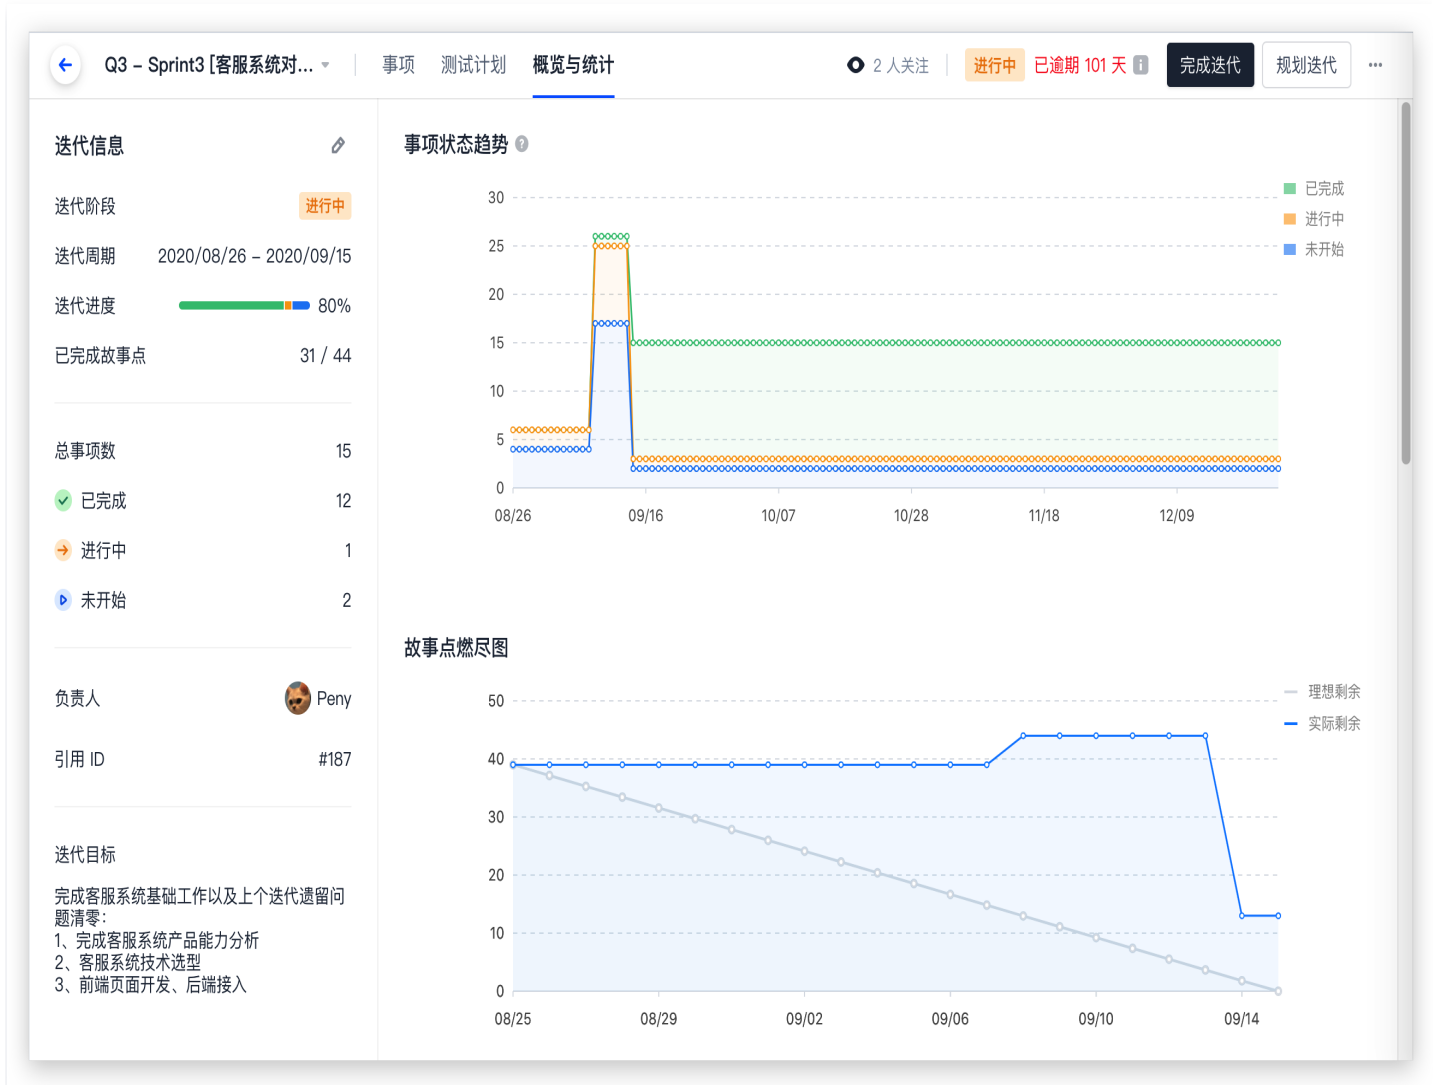 Q3 – Sprint3 [客服系统对...
事项
测试计划
概览与统计
2 人关注
进行中
已逾期 101 天
完成迭代
规划迭代
迭代信息
迭代阶段
进行中
迭代周期
2020/08/26 – 2020/09/15
迭代进度
80%
已完成故事点
31 / 44
总事项数
15
已完成
12
进行中
1
未开始
2
负责人
Peny
引用 ID
#187
迭代目标
完成客服系统基础工作以及上个迭代遗留问
题清零：
1、完成客服系统产品能力分析
2、客服系统技术选型
3、前端页面开发、后端接入
事项状态趋势
已完成
进行中
未开始
30
25
20
15
10
5
0
08/26
09/16
10/07
10/28
11/18
12/09
故事点燃尽图
理想剩余
实际剩余
50
40
30
20
10
0
08/25
08/29
09/02
09/06
09/10
09/14